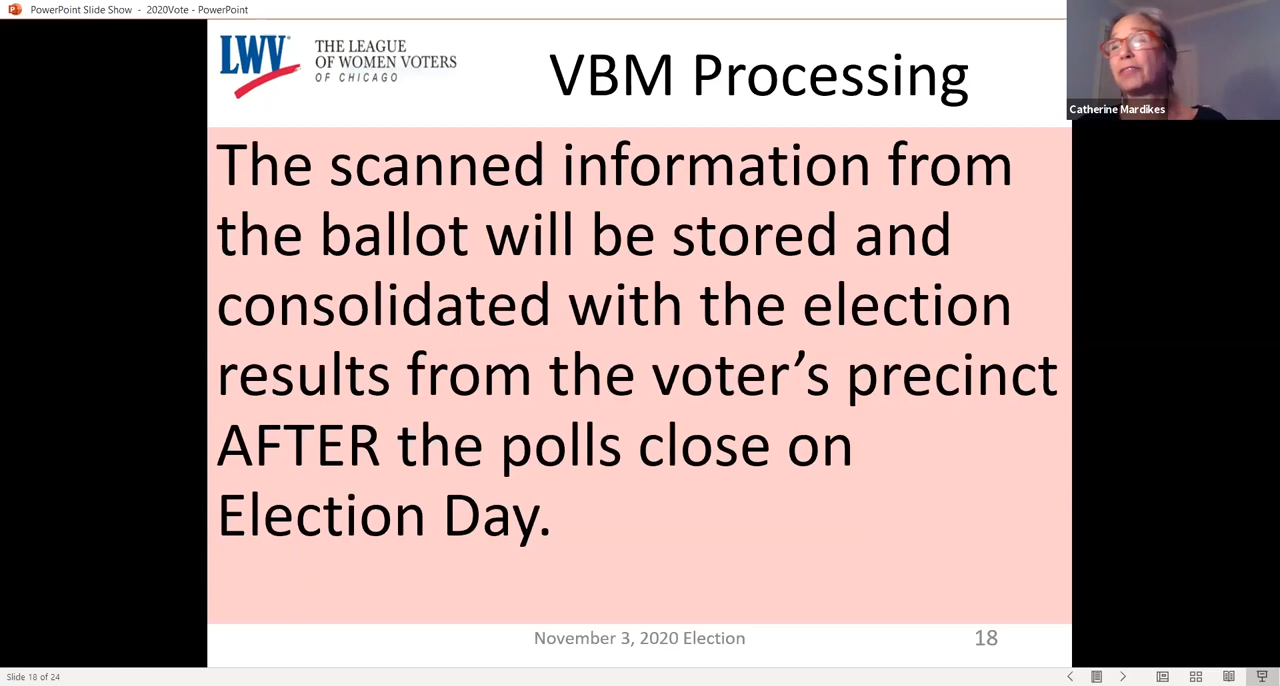 PowerPoint Slide Show - 2020Vote - PowerPoint
LWV
THE LEAGUE
OF WOMEN VOTERS
OF CHICAGO
VBM Processing
Catherine Mardikes
The scanned information from
the ballot will be stored and
consolidated with the election
results from the voter’s precinct
AFTER the polls close on
Election Day.
November 3, 2020 Election
18
Slide 18 of 24